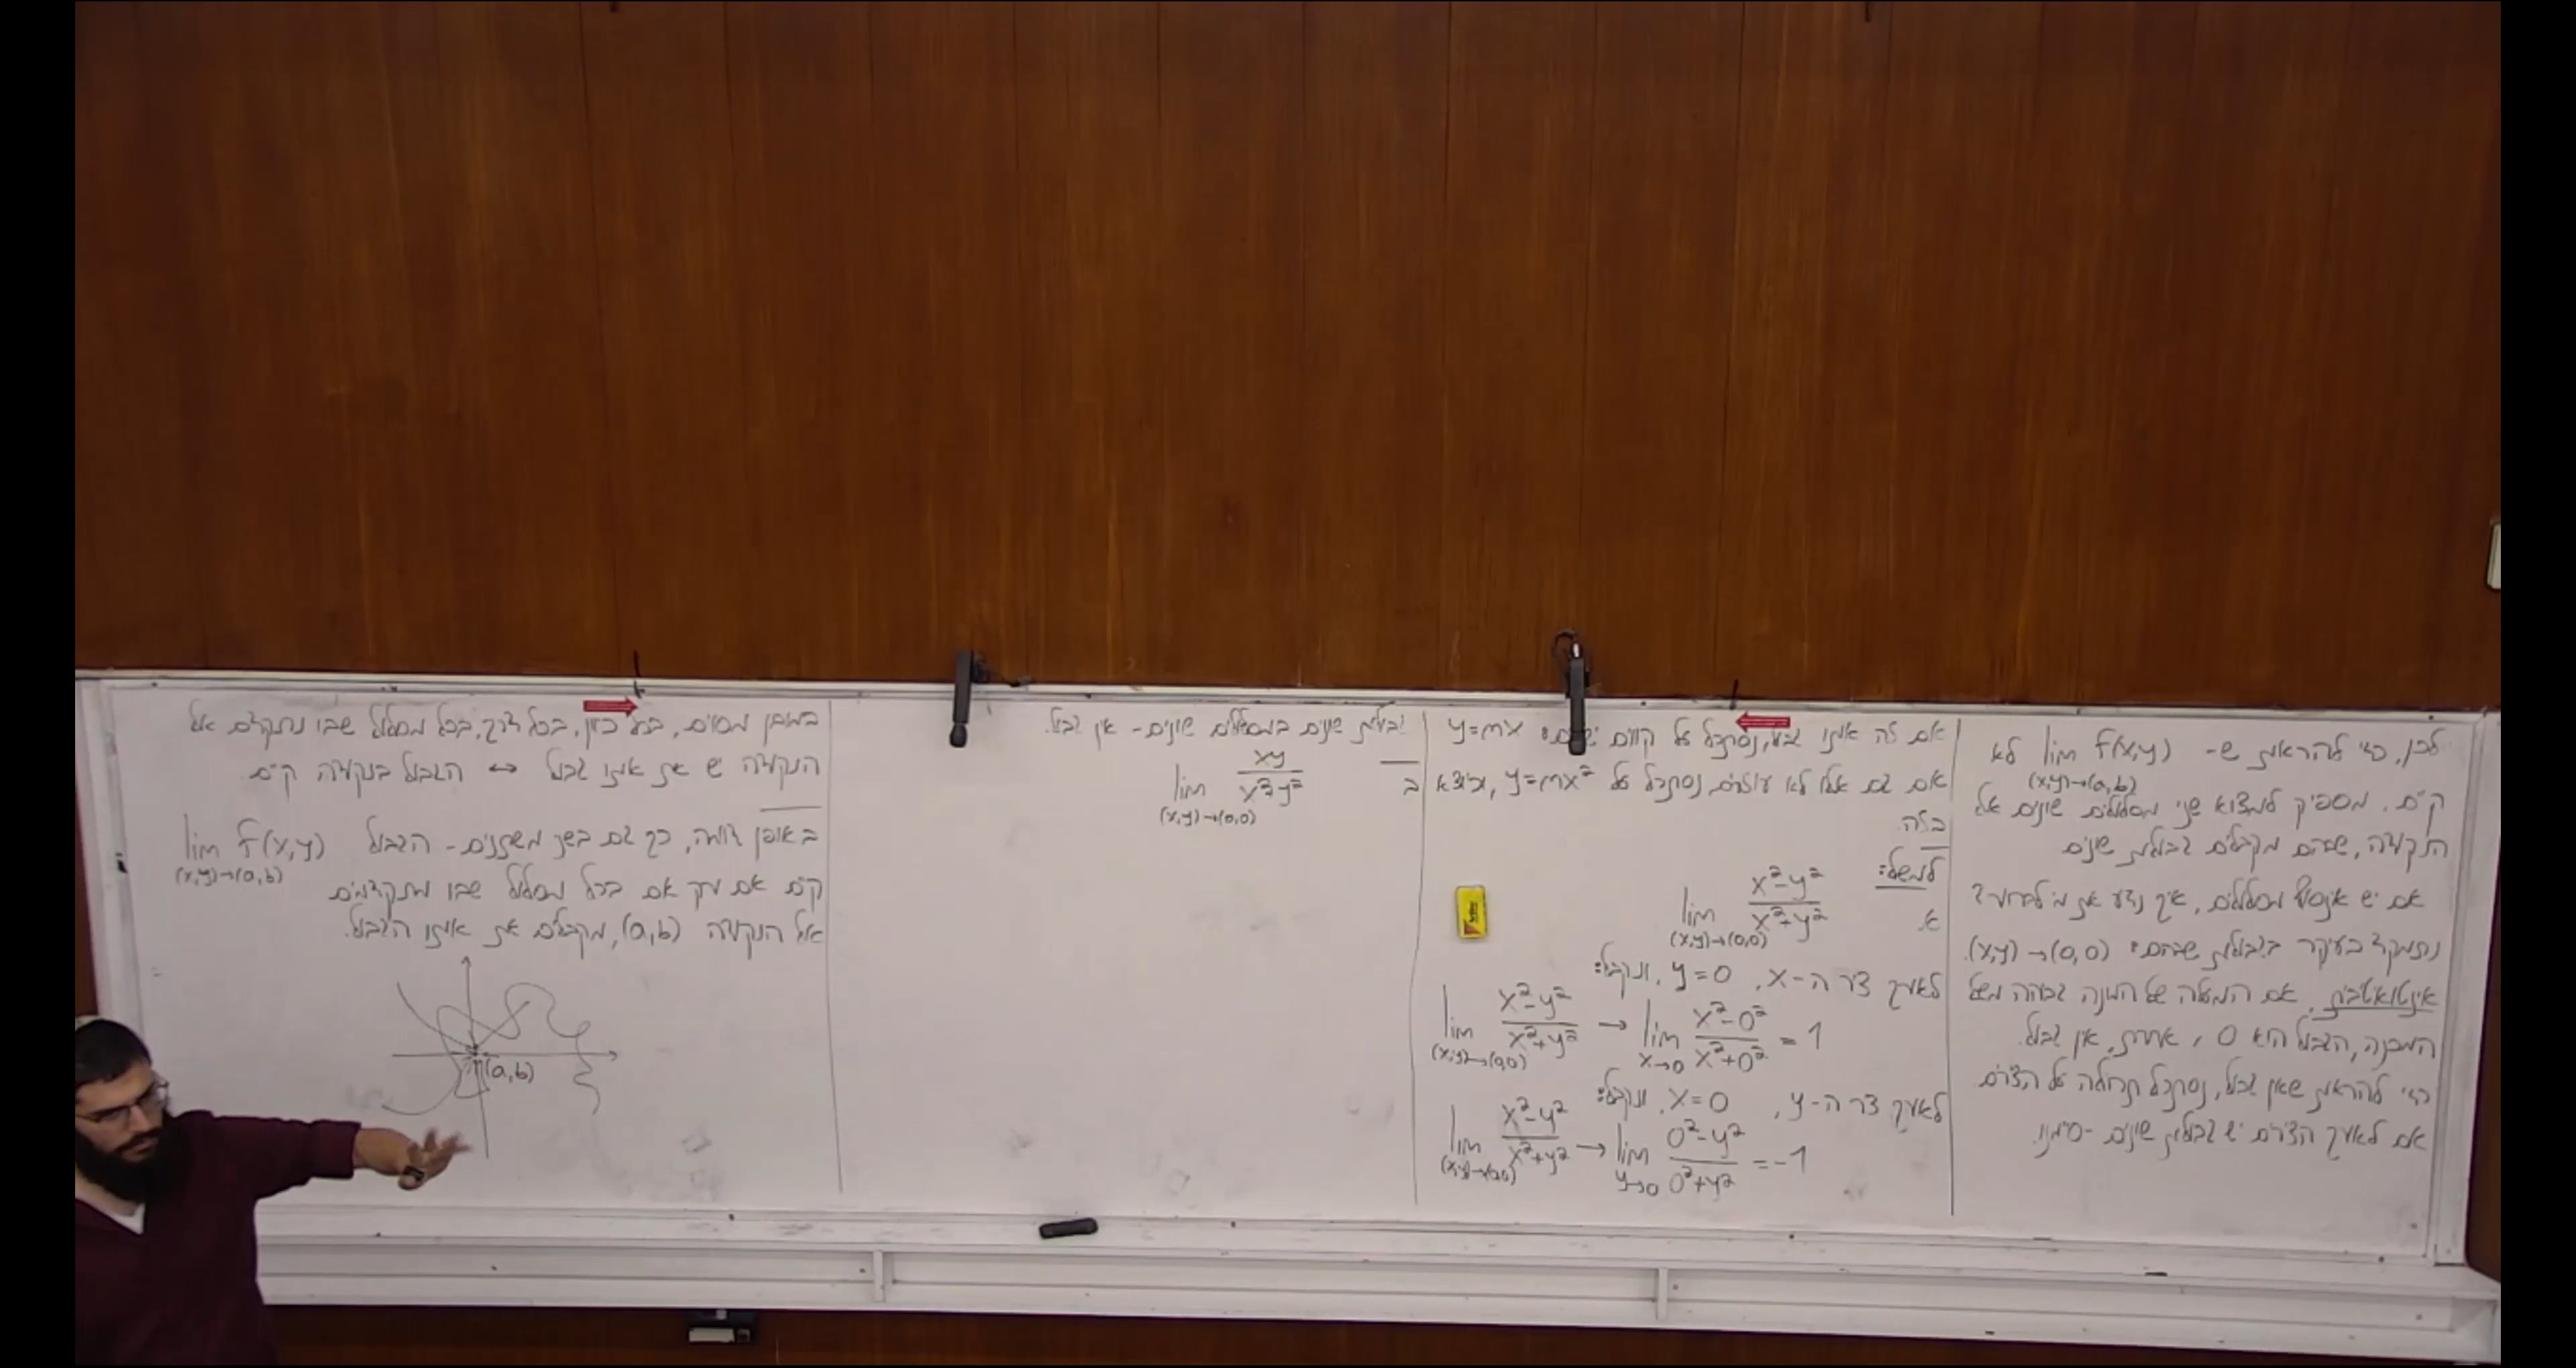 במובן מסוים, בכל כיוון, בכל דרך, בכל מסלול שבו נתקדם אל
הנקודה יש את אותו גבול ↔ הגבול בנקודה קיים.
באופן דומה, כך גם בשני משתנים - הגבול lim f(x,y)
(x,y)→(a,b)
קיים אם ורק אם בכל מסלול שבו מתקדמים
אל הנקודה (a,b), מקבלים את אותו הגבול.
(a,b)
לכן, כדי להראות ש- lim f(x,y) לא
(x,y)→(a,b)
קיים, מספיק למצוא שני מסלולים שונים אל
הנקודה, שבהם מקבלים גבולות שונים
אם יש אינסוף מסלולים, איך נדע את מי לבחור?
נתמקד בעיקר בגבולות שבהם (x,y)→(0,0).
אינטואיטיבית, אם המעלה של המונה גבוהה משל
המכנה, הגבול הוא 0, אחרת, אין גבול.
כדי להראות שאין גבול, נסתכל תחילה על הצירים.
אם לאורך הצירים יש גבולות שונים - סיימנו.
אם זה אותו גבול, נסתכל על קווים ישרים: y=mx
אם גם אלו לא עוזרים, נסתכל על y=mx², וכיוצא
בזה.
למשל:
א. lim x²-y² / x²+y²
(x,y)→(0,0)
לאורך ציר ה-x, y=0, ונקבל:
lim x²-y² / x²+y² → lim x²-0² / x²+0² = 1
(x,y)→(0,0) x→0
לאורך ציר ה-y, x=0, ונקבל:
lim x²-y² / x²+y² → lim 0²-y² / 0²+y² = -1
(x,y)→(0,0) y→0
גבולות שונים במסלולים שונים - אין גבול.
ב lim xy / x²+y²
(x,y)→(0,0)